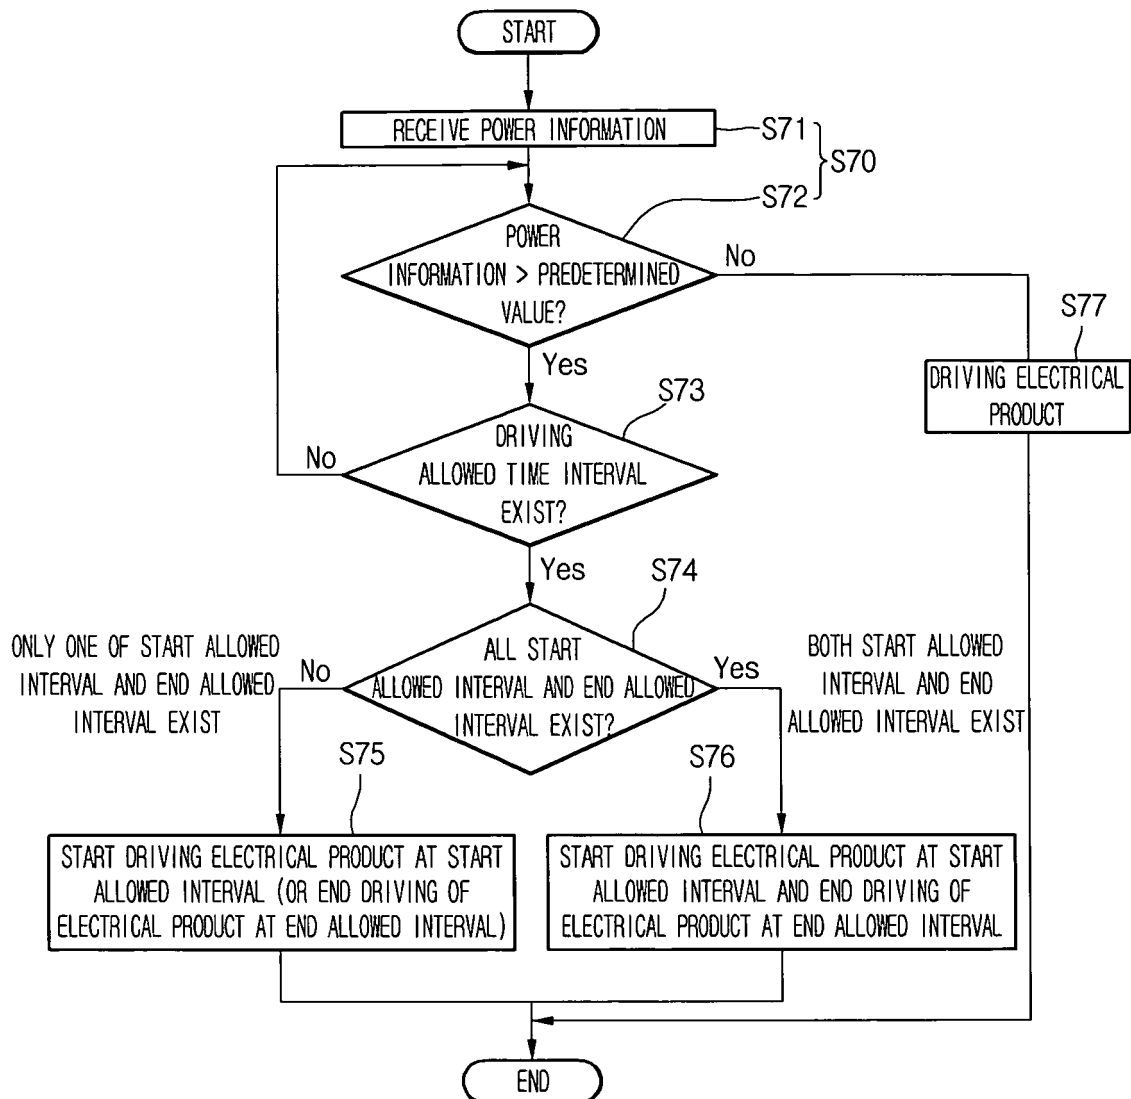 START
RECEIVE POWER INFORMATION
S71
S70
S72
POWER
INFORMATION > PREDETERMINED
VALUE?
No
Yes
S77
DRIVING ELECTRICAL
PRODUCT
S73
DRIVING
ALLOWED TIME INTERVAL
EXIST?
No
Yes
S74
ALL START
ALLOWED INTERVAL AND END ALLOWED
INTERVAL EXIST?
ONLY ONE OF START ALLOWED
INTERVAL AND END ALLOWED
INTERVAL EXIST
No
Yes
BOTH START ALLOWED
INTERVAL AND END
ALLOWED INTERVAL EXIST
S75
START DRIVING ELECTRICAL PRODUCT AT START
ALLOWED INTERVAL (OR END DRIVING OF
ELECTRICAL PRODUCT AT END ALLOWED INTERVAL)
S76
START DRIVING ELECTRICAL PRODUCT AT START
ALLOWED INTERVAL AND END DRIVING OF
ELECTRICAL PRODUCT AT END ALLOWED INTERVAL
END